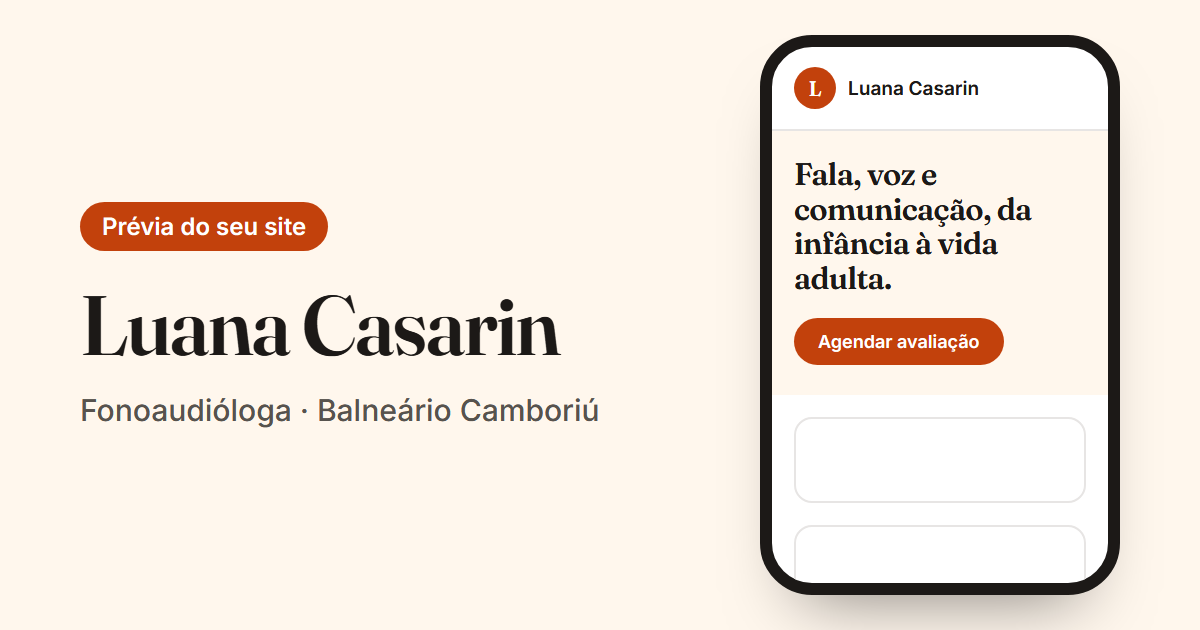 Prévia do seu site
Luana Casarin
Fonoaudióloga · Balneário Camboriú
L
Luana Casarin
Fala, voz e
comunicação, da
infância à vida
adulta.
Agendar avaliação